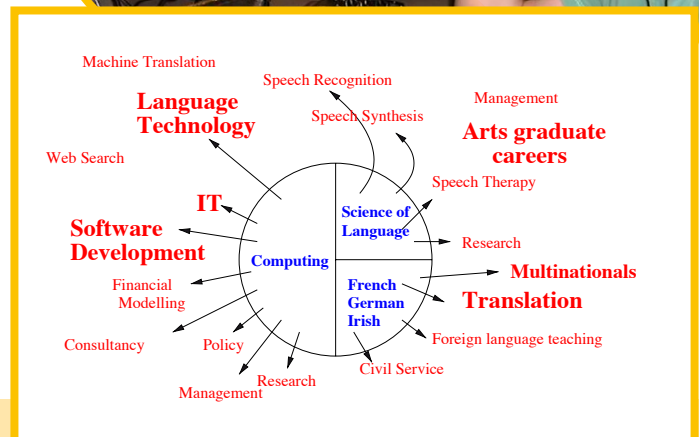 Machine Translation
Speech Recognition
Language
Technology
Speech Synthesis
Management
Arts graduate
careers
Web Search
Speech Therapy
IT
Science of
Language
Software
Development
Research
Computing
Multinationals
Financial
Modelling
French
German
Irish
Translation
Consultancy
Policy
Foreign language teaching
Civil Service
Research
Management